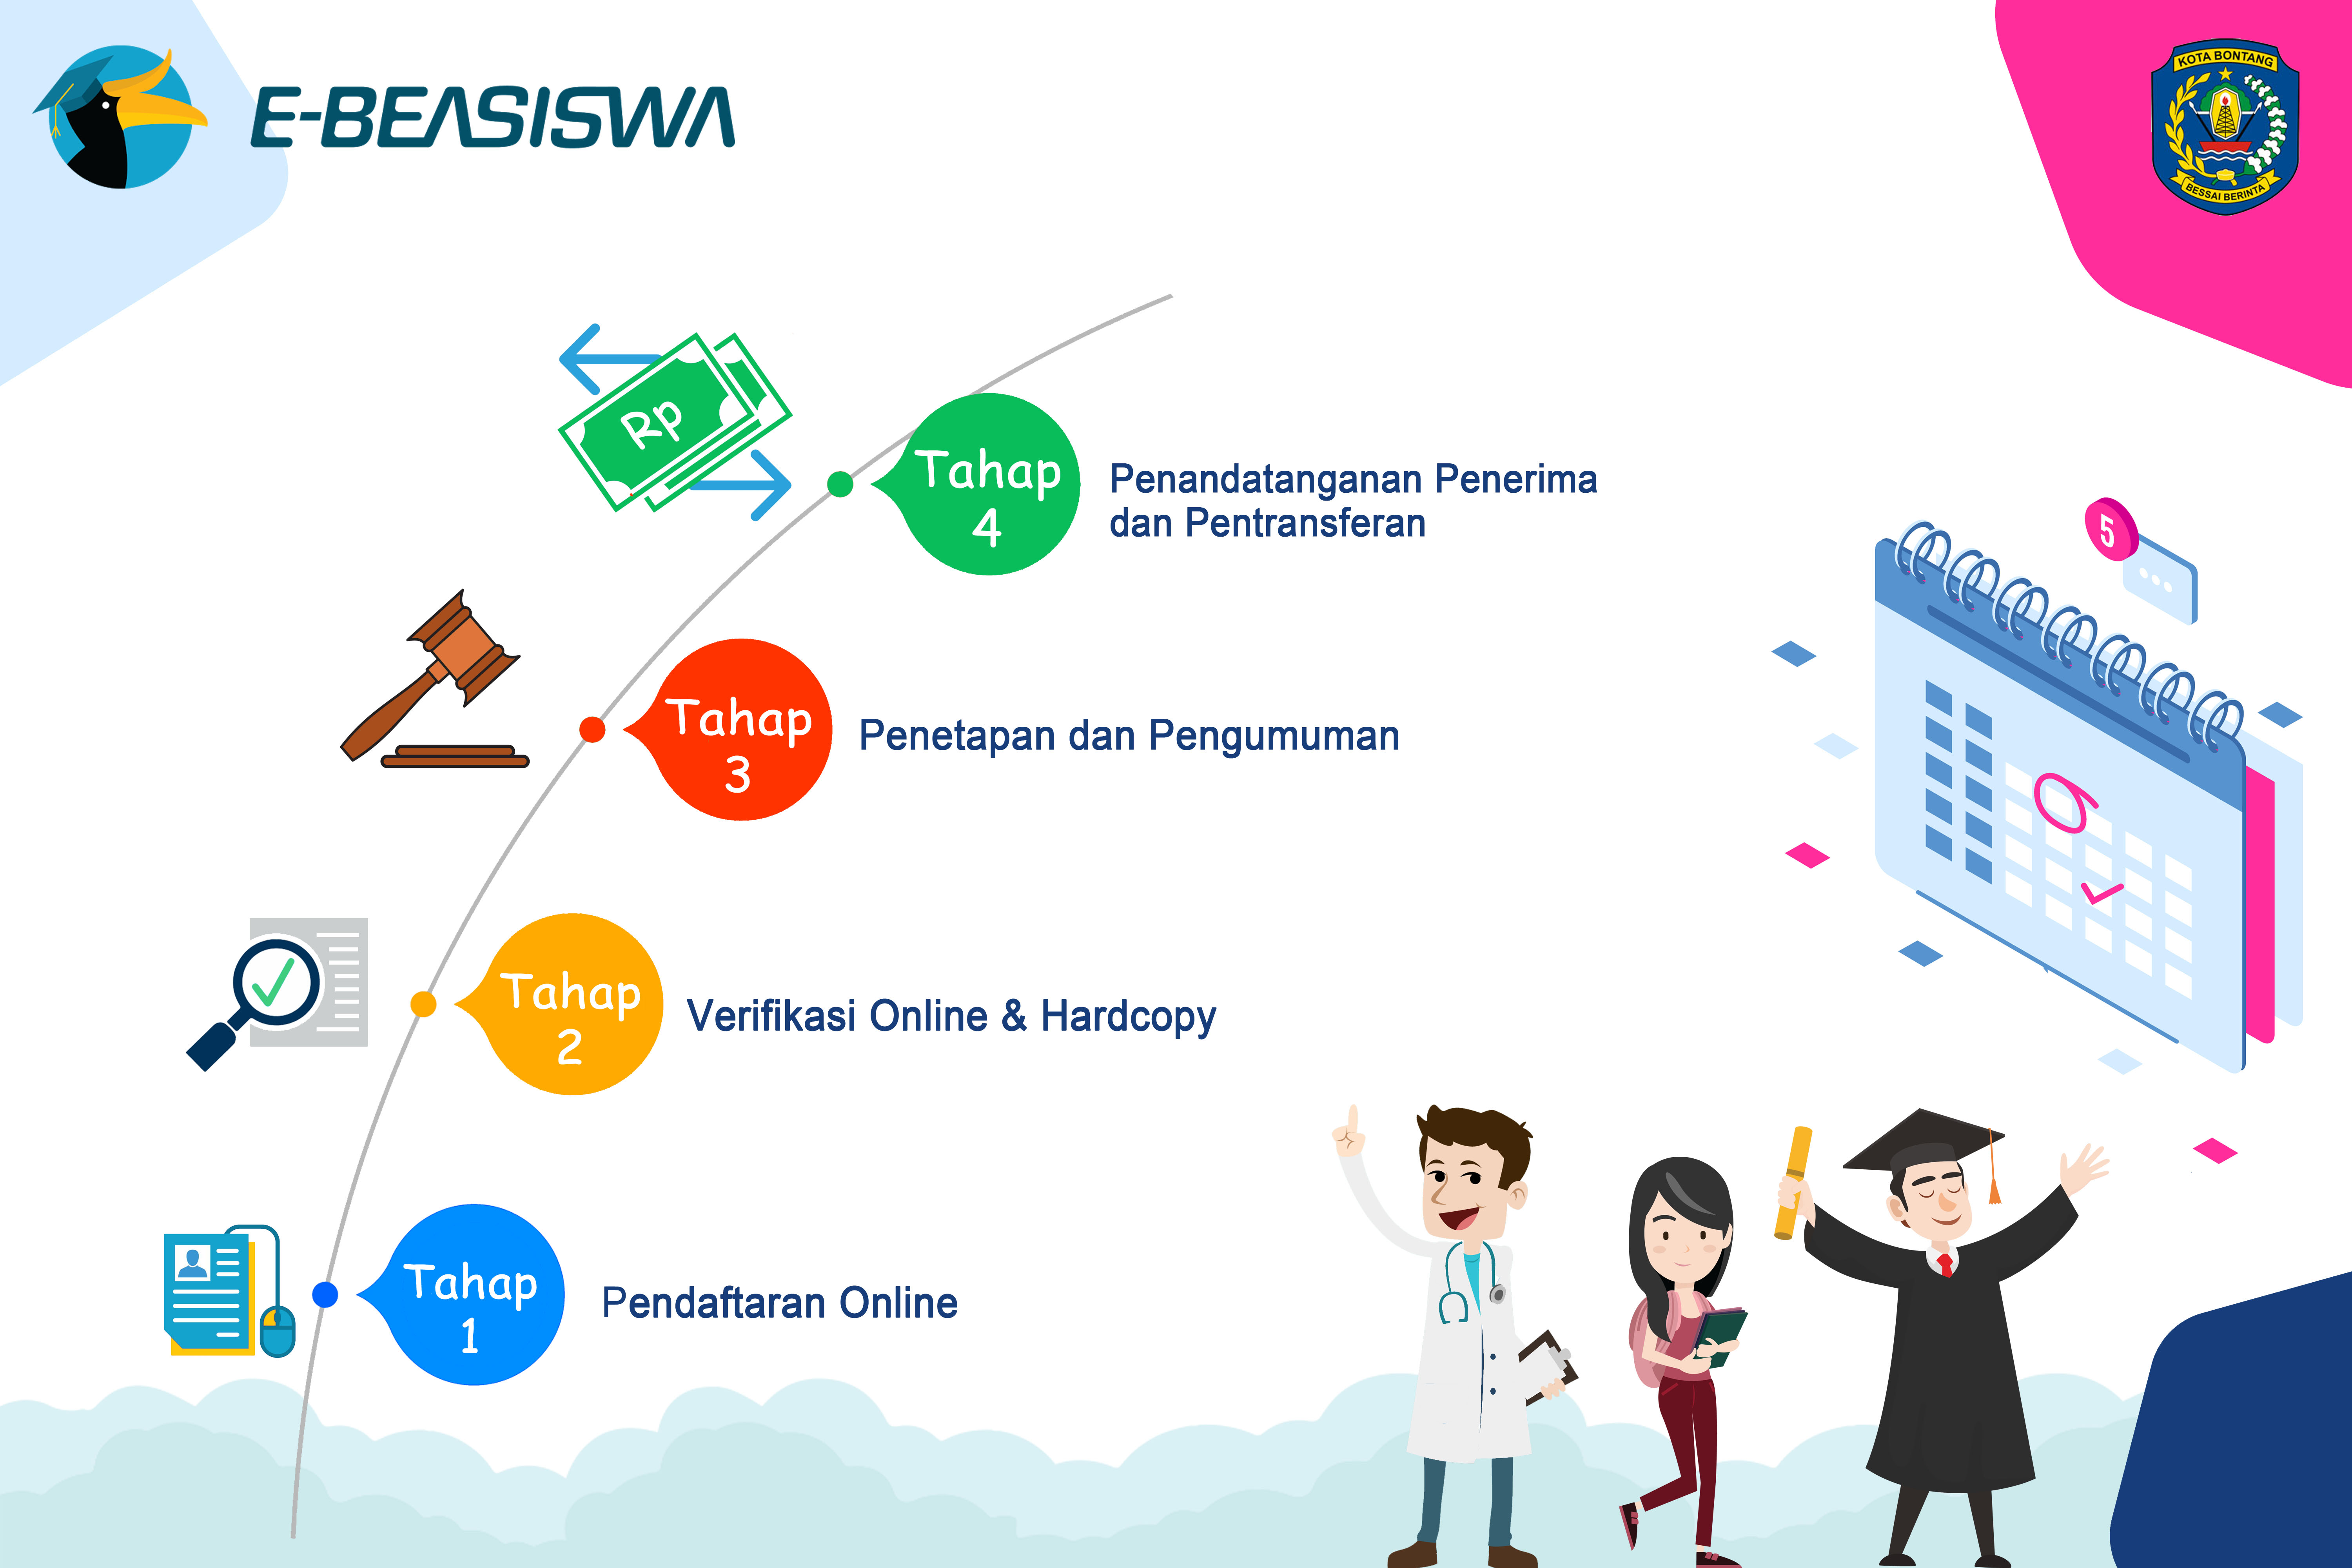 E-BEASISWA
KOTA BONTANG
BESSAI BERINTA
Rp
Tahap
4
Penandatanganan Penerima
dan Pentransferan
5
Tahap
3
Penetapan dan Pengumuman
Tahap
2
Verifikasi Online & Hardcopy
Tahap
1
Pendaftaran Online